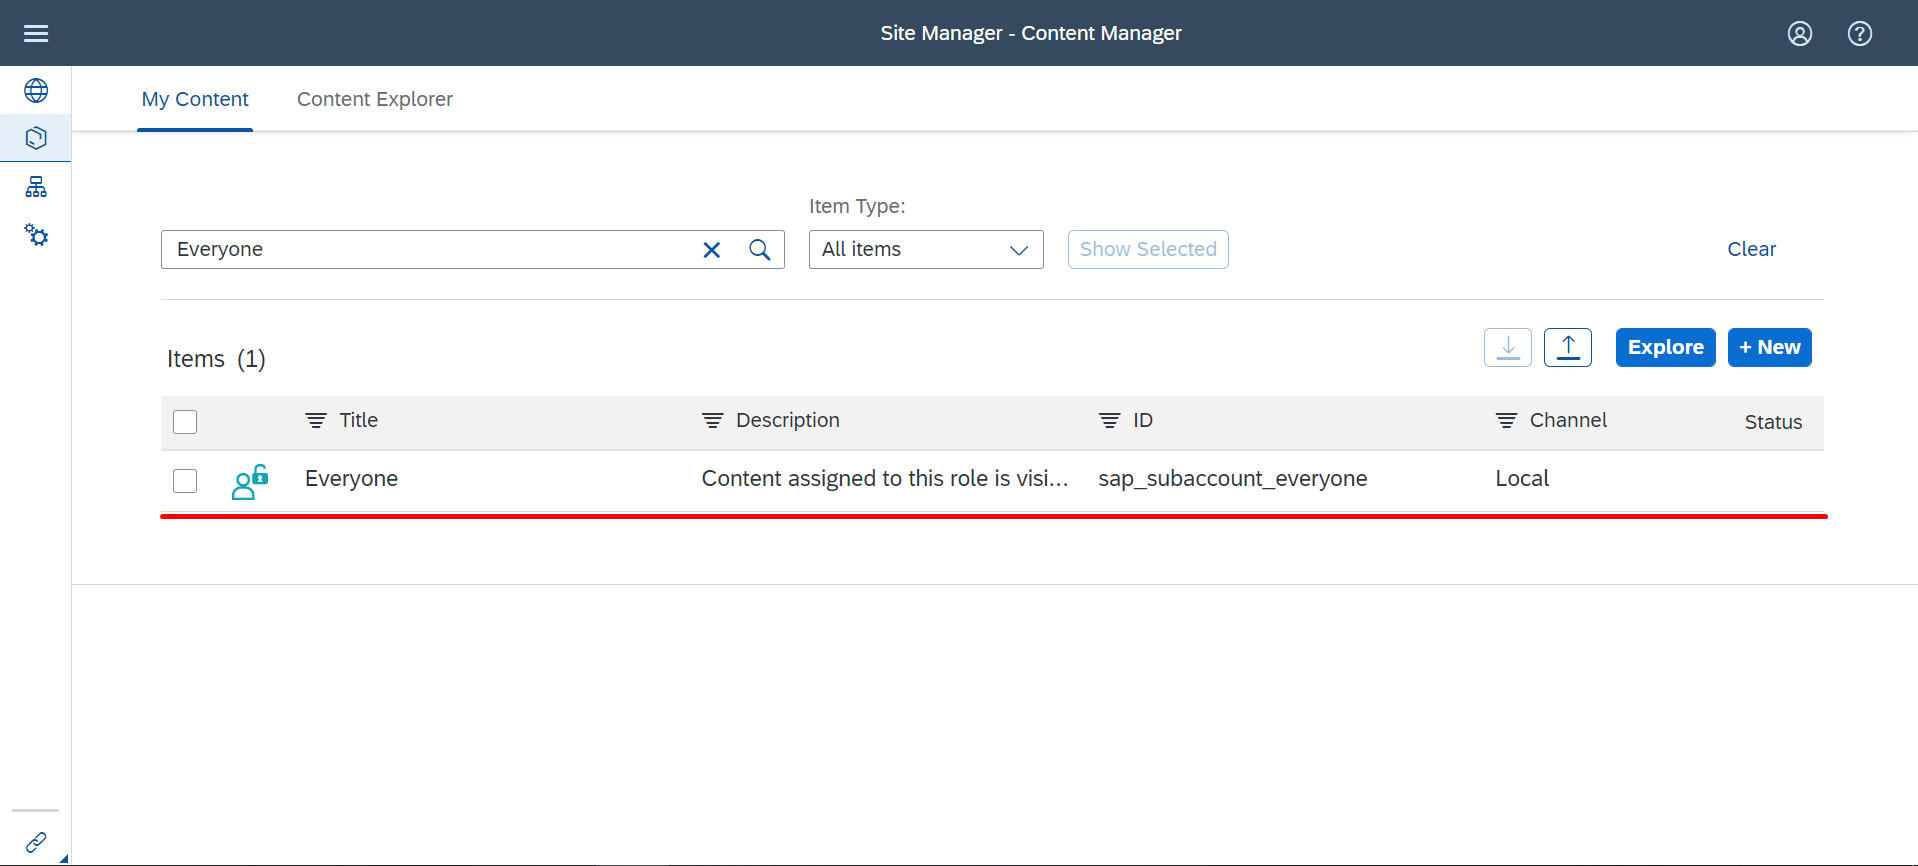 Site Manager - Content Manager
My Content Content Explorer
Item Type:
Everyone All items Show Selected Clear
Items (1) Explore + New
Title Description ID Channel Status
Everyone Content assigned to this role is visi... sap_subaccount_everyone Local